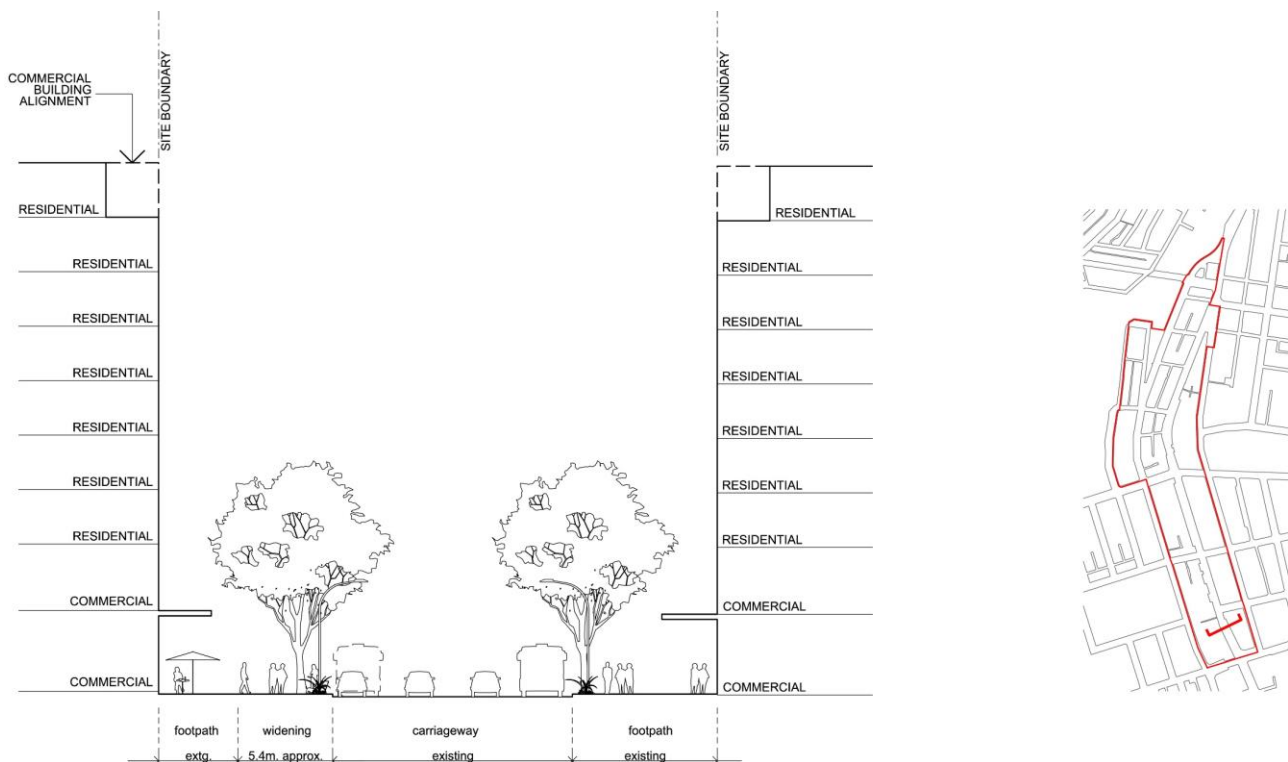 COMMERCIAL
BUILDING
ALIGNMENT
SITE BOUNDARY
SITE BOUNDARY
RESIDENTIAL
RESIDENTIAL
RESIDENTIAL
RESIDENTIAL
RESIDENTIAL
RESIDENTIAL
RESIDENTIAL
COMMERCIAL
COMMERCIAL
RESIDENTIAL
RESIDENTIAL
RESIDENTIAL
RESIDENTIAL
RESIDENTIAL
RESIDENTIAL
RESIDENTIAL
COMMERCIAL
COMMERCIAL
footpath widening carriageway footpath
extg. 5.4m. approx. existing existing